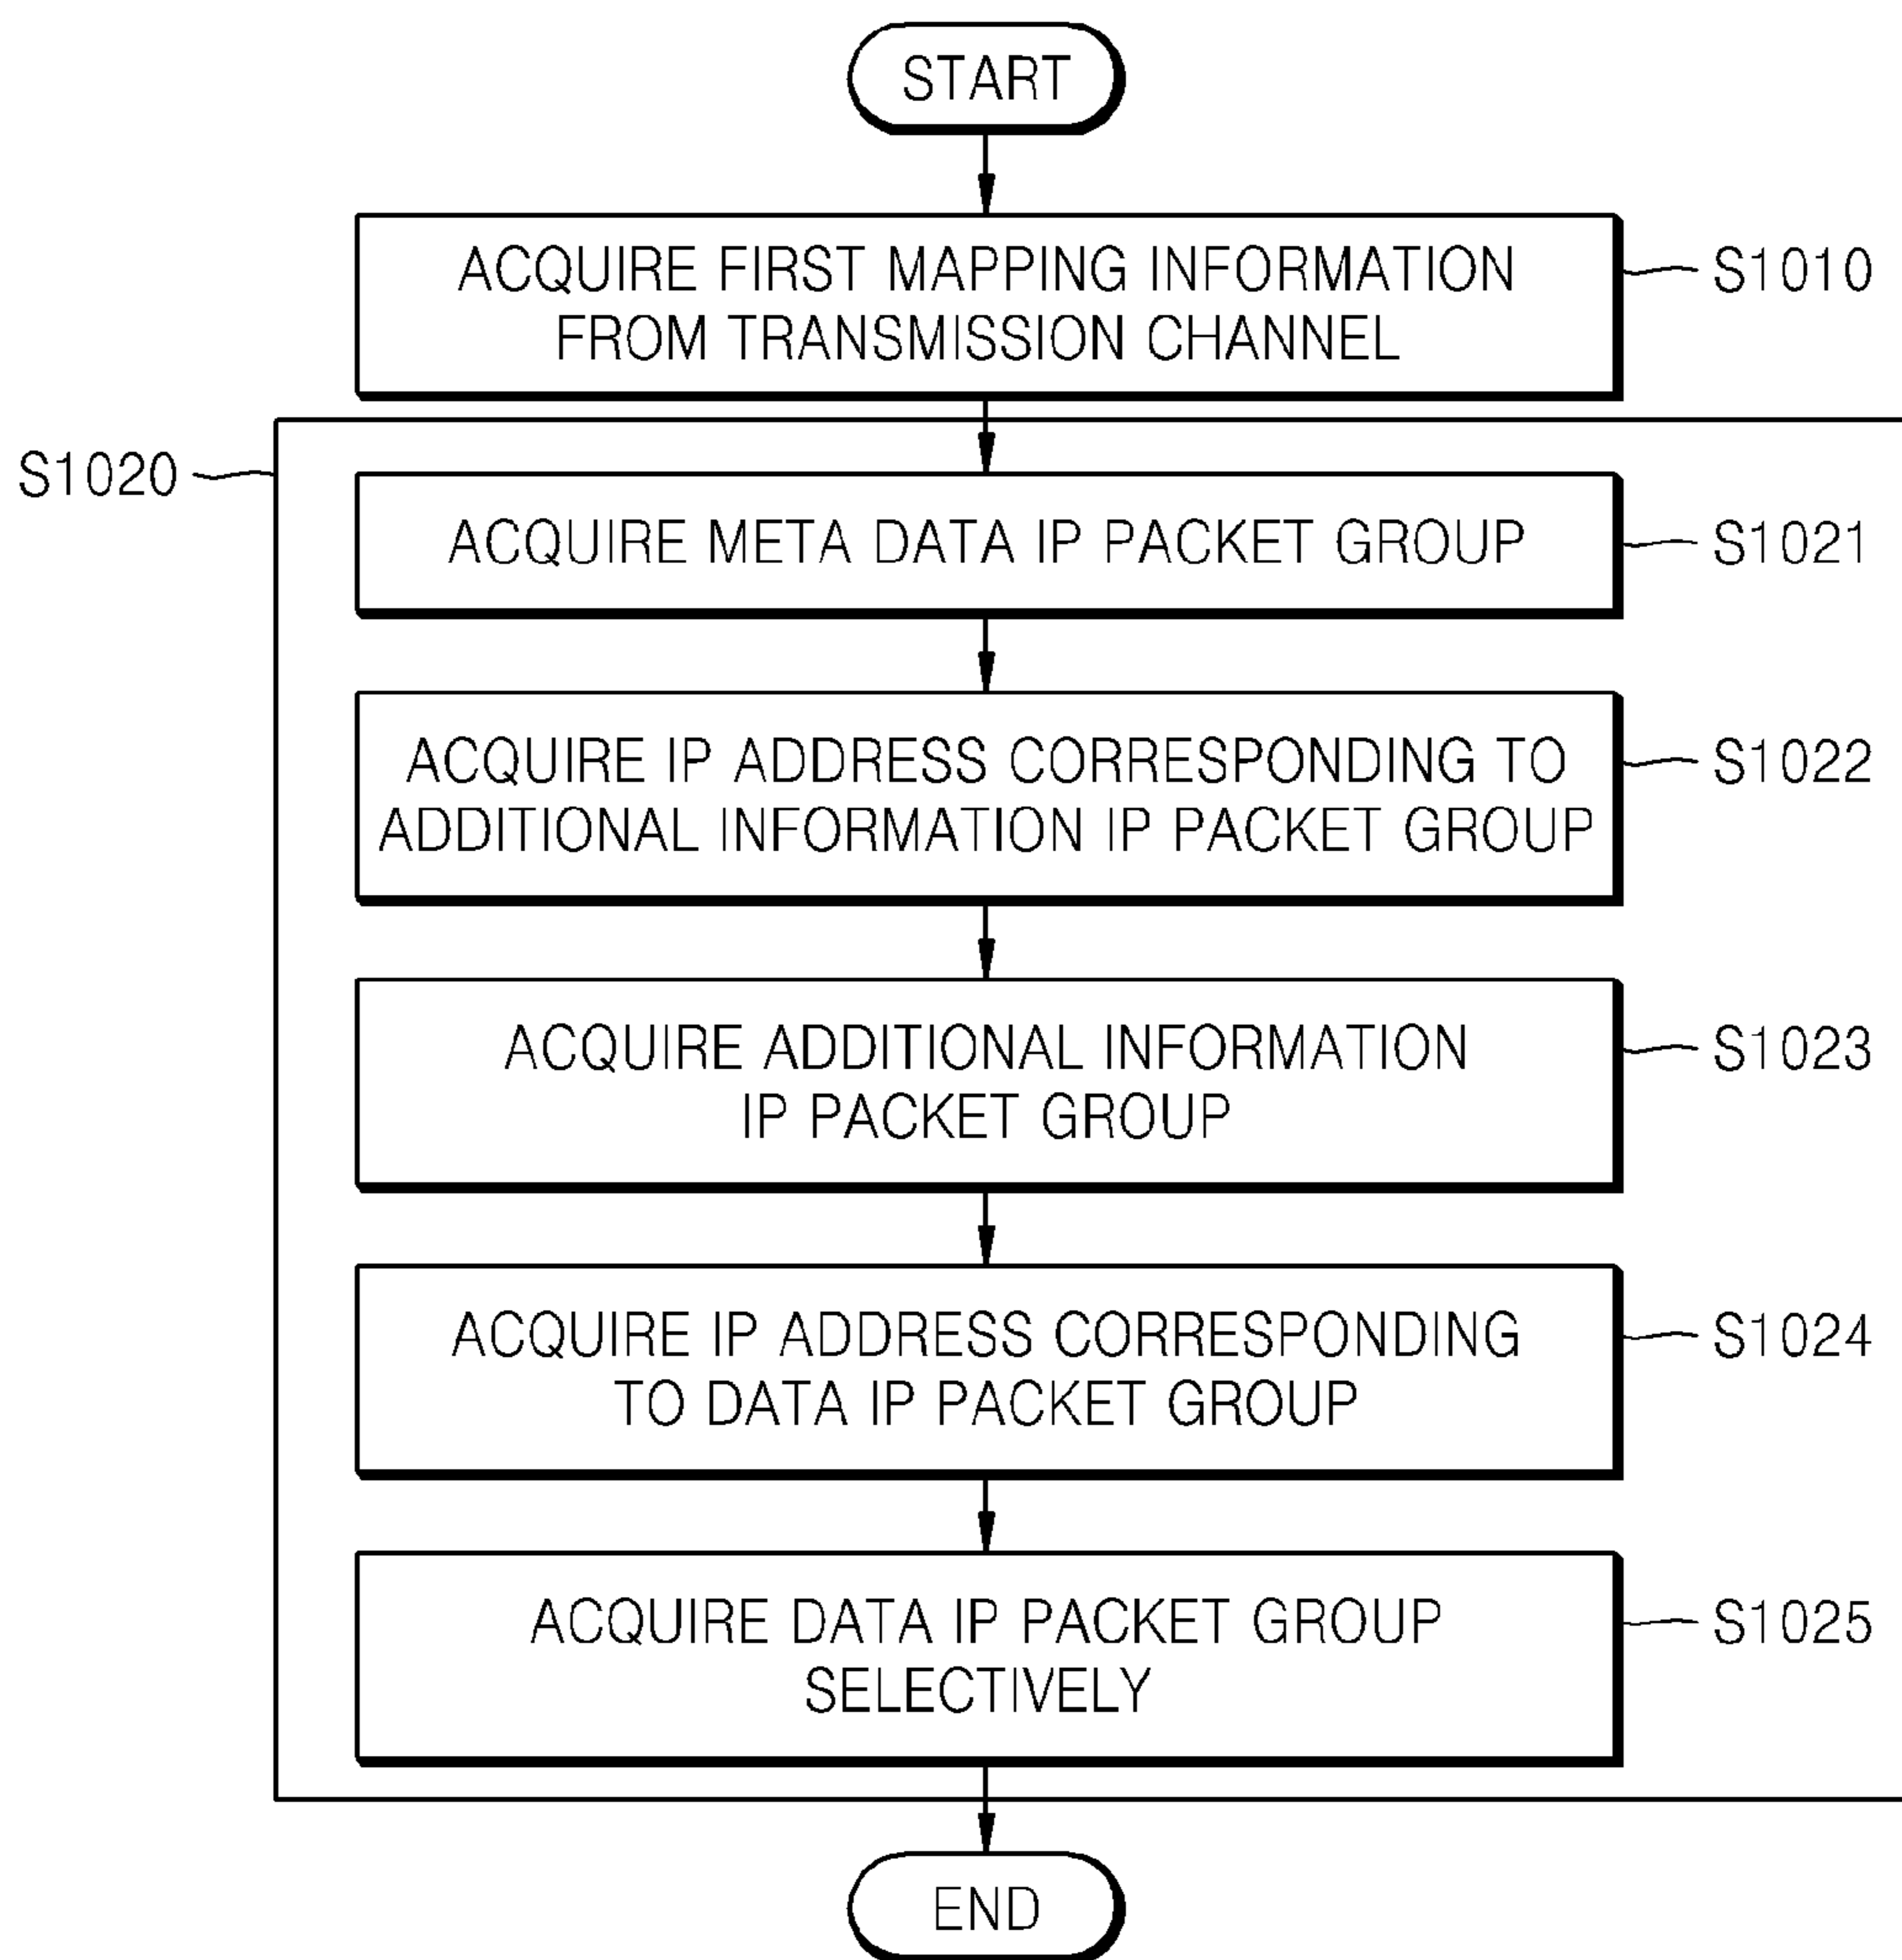 START
ACQUIRE FIRST MAPPING INFORMATION
FROM TRANSMISSION CHANNEL
S1010
S1020
ACQUIRE META DATA IP PACKET GROUP
S1021
ACQUIRE IP ADDRESS CORRESPONDING TO
ADDITIONAL INFORMATION IP PACKET GROUP
S1022
ACQUIRE ADDITIONAL INFORMATION
IP PACKET GROUP
S1023
ACQUIRE IP ADDRESS CORRESPONDING
TO DATA IP PACKET GROUP
S1024
ACQUIRE DATA IP PACKET GROUP
SELECTIVELY
S1025
END